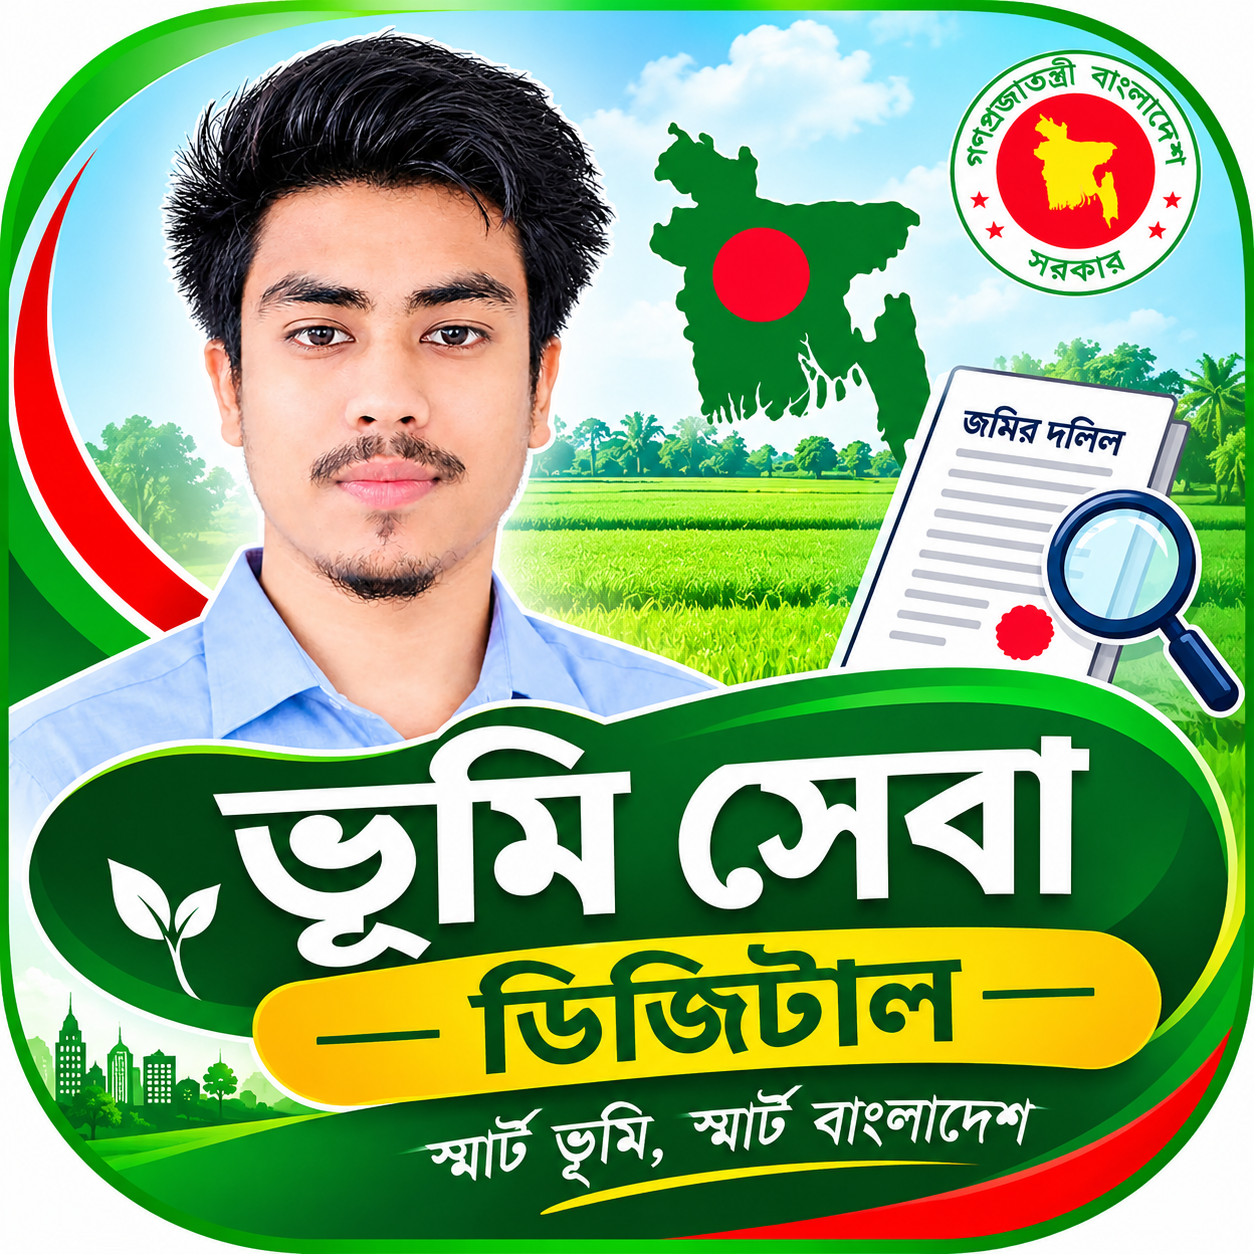 গণপ্রজাতন্ত্রী বাংলাদেশ
সরকার
জমির দলিল
ভূমি সেবা
ডিজিটাল
স্মার্ট ভূমি, স্মার্ট বাংলাদেশ